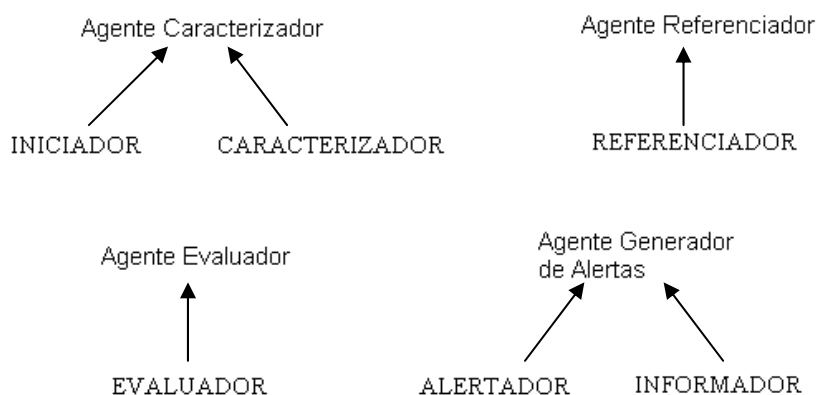 Agente Caracterizador
Agente Referenciador
INICIADOR
CARACTERIZADOR
REFERENCIADOR
Agente Evaluador
Agente Generador
de Alertas
EVALUADOR
ALERTADOR
INFORMADOR